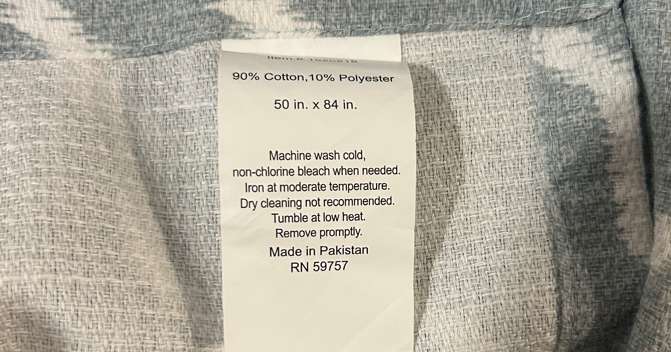 90% Cotton,10% Polyester
50 in. x 84 in.
Machine wash cold,
non-chlorine bleach when needed.
Iron at moderate temperature.
Dry cleaning not recommended.
Tumble at low heat.
Remove promptly.
Made in Pakistan
RN 59757